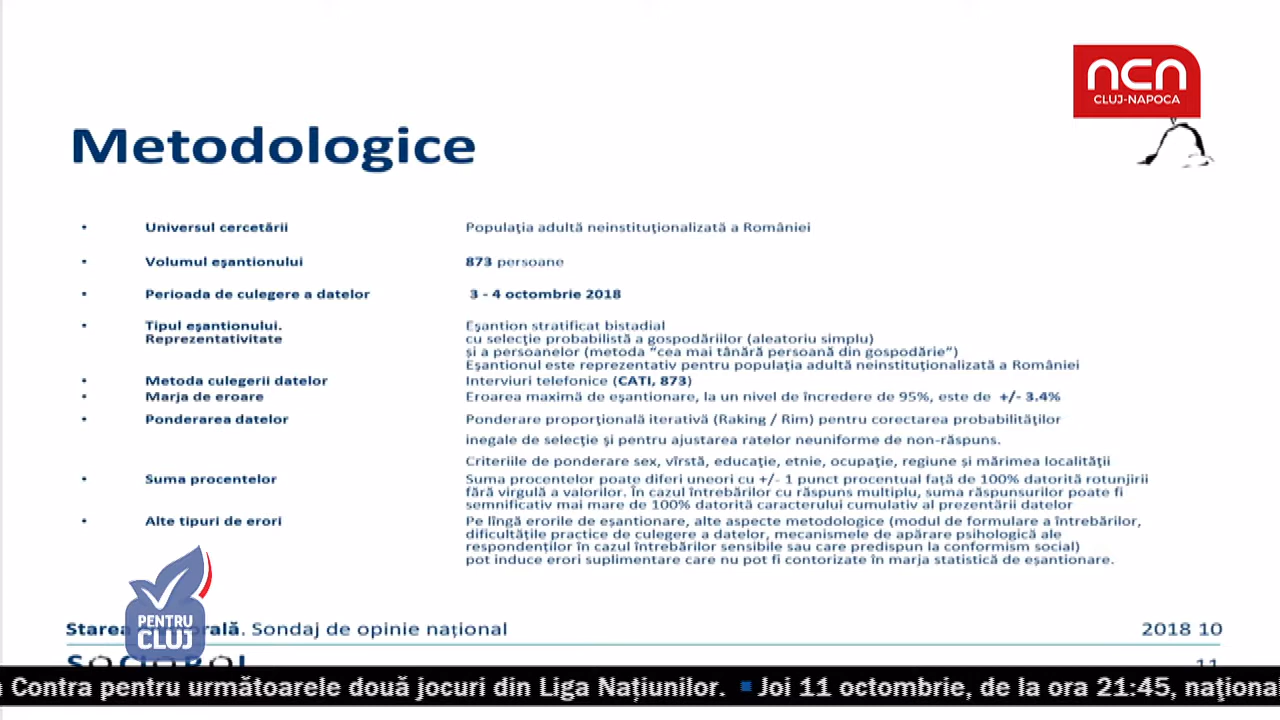 ncn
CLUJ-NAPOCA
Metodologice
• Universul cercetării Populaţia adultă neinstituţionalizată a României
• Volumul eşantionului 873 persoane
• Perioada de culegere a datelor 3 - 4 octombrie 2018
• Tipul eşantionului. Eşantion stratificat bistadial
Reprezentativitate cu selecţie probabilistă a gospodăriilor (aleatoriu simplu)
și a persoanelor (metoda “cea mai tânără persoană din gospodărie”)
Eşantionul este reprezentativ pentru populaţia adultă neinstituţionalizată a României
• Metoda culegerii datelor Interviuri telefonice (CATI, 873)
• Marja de eroare Eroarea maximă de eşantionare, la un nivel de încredere de 95%, este de +/- 3.4%
• Ponderarea datelor Ponderare proporţională iterativă (Raking / Rim) pentru corectarea probabilităţilor
inegale de selecţie şi pentru ajustarea ratelor neuniforme de non-răspuns.
Criteriile de ponderare sex, vîrstă, educaţie, etnie, ocupaţie, regiune și mărimea localităţii
• Suma procentelor Suma procentelor poate diferi uneori cu +/- 1 punct procentual faţă de 100% datorită rotunjirii
fără virgulă a valorilor. În cazul întrebărilor cu răspuns multiplu, suma răspunsurilor poate fi
semnificativ mai mare de 100% datorită caracterului cumulativ al prezentării datelor
• Alte tipuri de erori Pe lîngă erorile de eşantionare, alte aspecte metodologice (modul de formulare a întrebărilor,
dificultăţile practice de culegere a datelor, mecanismele de apărare psihologică ale
respondenţilor în cazul întrebărilor sensibile sau care predispun la conformism social)
pot induce erori suplimentare care nu pot fi contorizate în marja statistică de eşantionare.
PENTRU
CLUJ
Starea electorală. Sondaj de opinie naţional 2018 10
SOCIOPOL 11
Contra pentru următoarele două jocuri din Liga Națiunilor. ■ Joi 11 octombrie, de la ora 21:45, naţiona